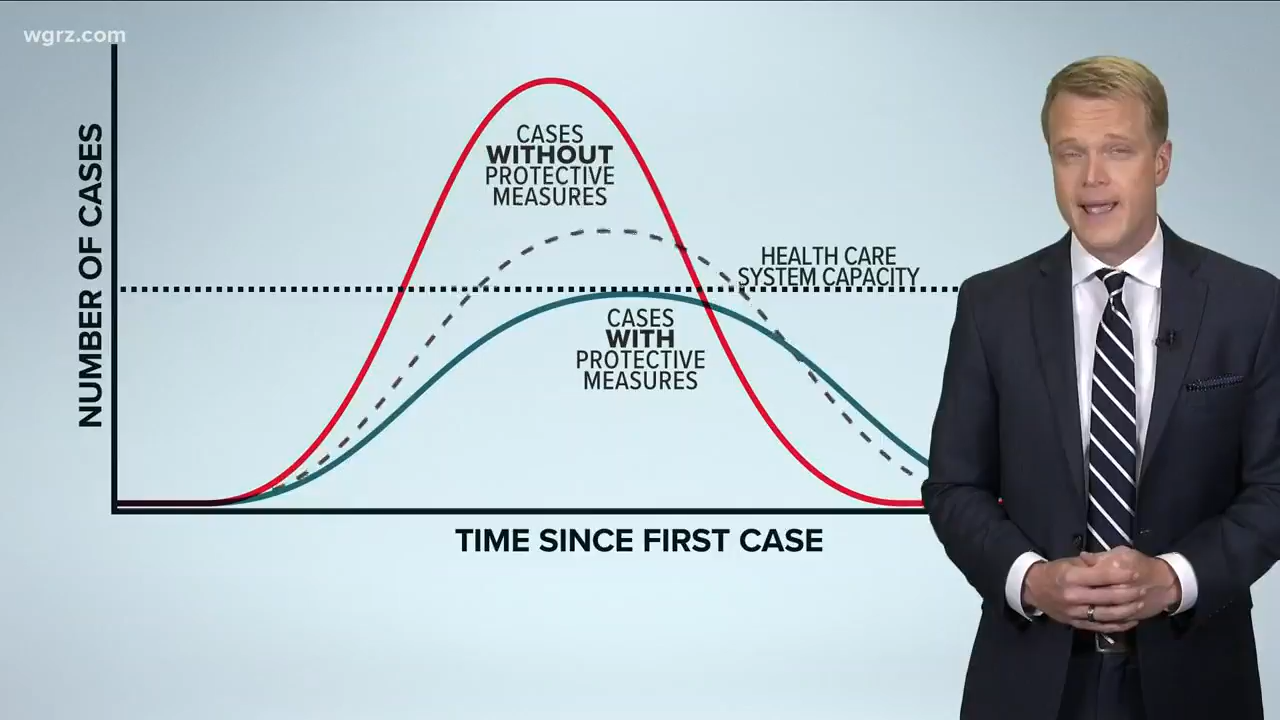 wgrz.com
NUMBER OF CASES
CASES
WITHOUT
PROTECTIVE
MEASURES
HEALTH CARE
SYSTEM CAPACITY
CASES
WITH
PROTECTIVE
MEASURES
TIME SINCE FIRST CASE